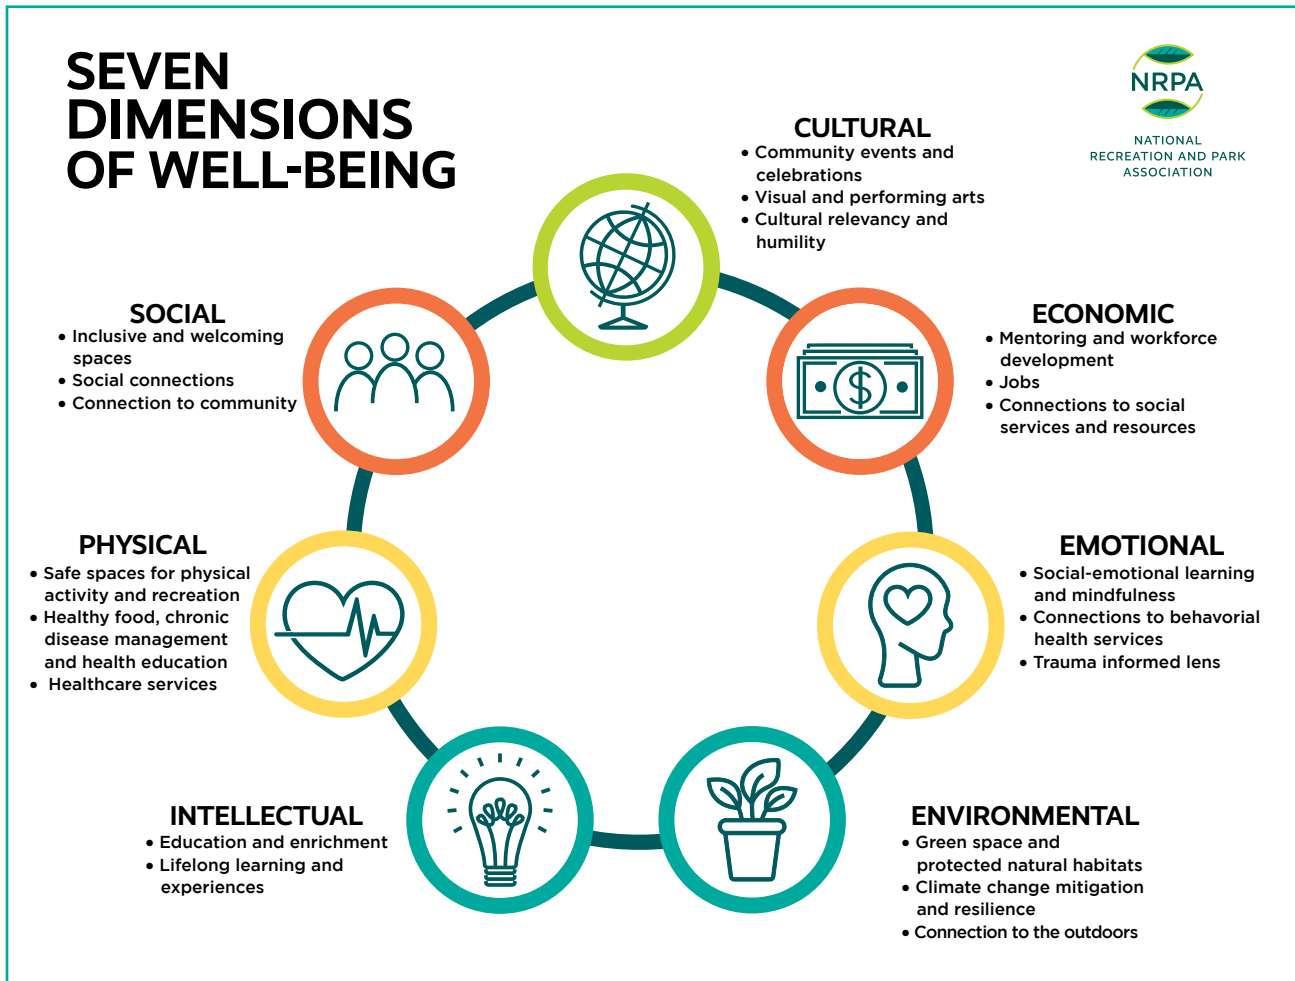 SEVEN
DIMENSIONS
OF WELL-BEING
NRPA
NATIONAL
RECREATION AND PARK
ASSOCIATION
CULTURAL
• Community events and
celebrations
• Visual and performing arts
• Cultural relevancy and
humility
ECONOMIC
• Mentoring and workforce
development
• Jobs
• Connections to social
services and resources
EMOTIONAL
• Social-emotional learning
and mindfulness
• Connections to behavorial
health services
• Trauma informed lens
ENVIRONMENTAL
• Green space and
protected natural habitats
• Climate change mitigation
and resilience
• Connection to the outdoors
INTELLECTUAL
• Education and enrichment
• Lifelong learning and
experiences
PHYSICAL
• Safe spaces for physical
activity and recreation
• Healthy food, chronic
disease management
and health education
• Healthcare services
SOCIAL
• Inclusive and welcoming
spaces
• Social connections
• Connection to community
$